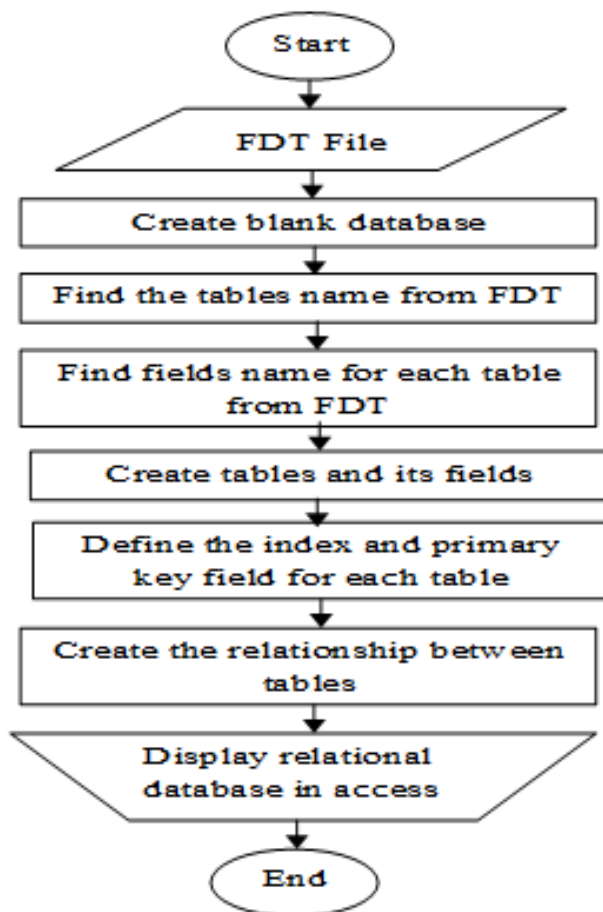 Start
FDT File
Create blank database
Find the tables name from FDT
Find fields name for each table
from FDT
Create tables and its fields
Define the index and primary
key field for each table
Create the relationship between
tables
Display relational
database in access
End